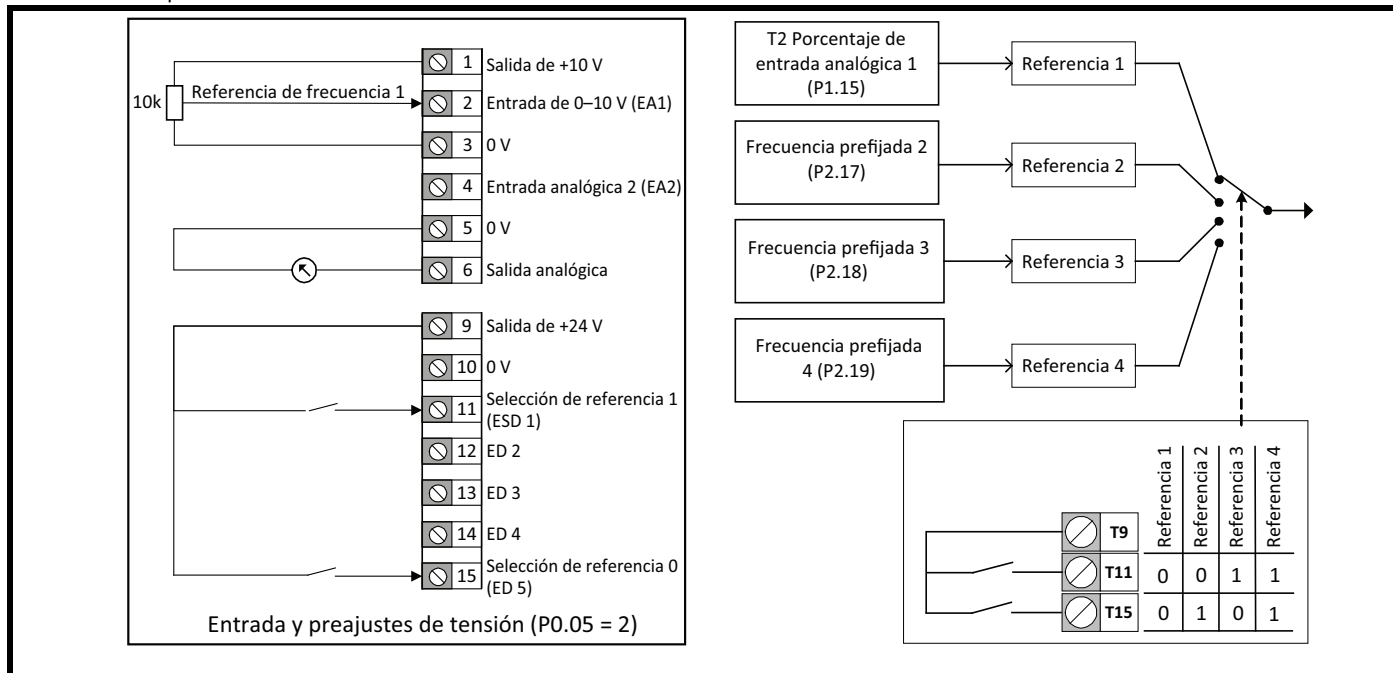 1 Salida de +10 V
10k Referencia de frecuencia 1
2 Entrada de 0–10 V (EA1)
3 0 V
4 Entrada analógica 2 (EA2)
5 0 V
6 Salida analógica
9 Salida de +24 V
10 0 V
11 Selección de referencia 1
(ESD 1)
12 ED 2
13 ED 3
14 ED 4
15 Selección de referencia 0
(ED 5)
Entrada y preajustes de tensión (P0.05 = 2)
T2 Porcentaje de
entrada analógica 1
(P1.15)
Referencia 1
Frecuencia prefijada 2
(P2.17)
Referencia 2
Frecuencia prefijada 3
(P2.18)
Referencia 3
Frecuencia prefijada
4 (P2.19)
Referencia 4
Referencia 1
Referencia 2
Referencia 3
Referencia 4
T9
T11 0 0 1 1
T15 0 1 0 1